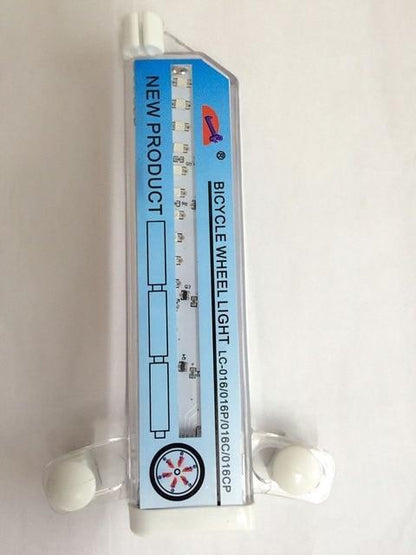 NEW PRODUCT
®
BICYCLE WHEEL LIGHT LC-016/016P/016C/016CP